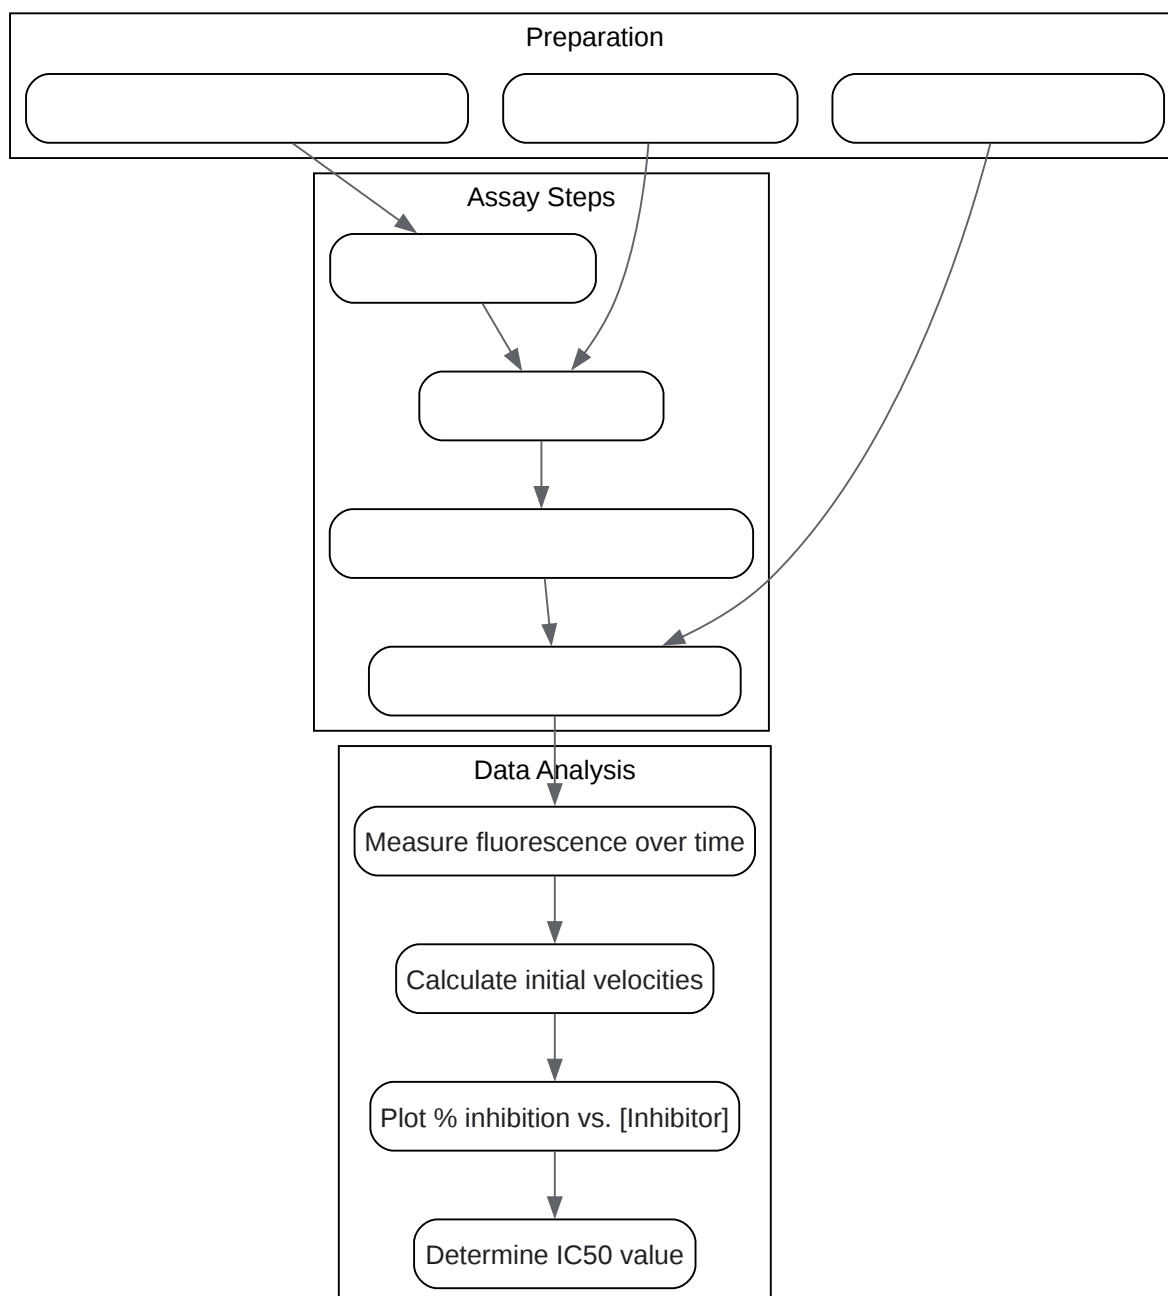 Preparation
Assay Steps
Data Analysis
Measure fluorescence over time
Calculate initial velocities
Plot % inhibition vs. [Inhibitor]
Determine IC50 value